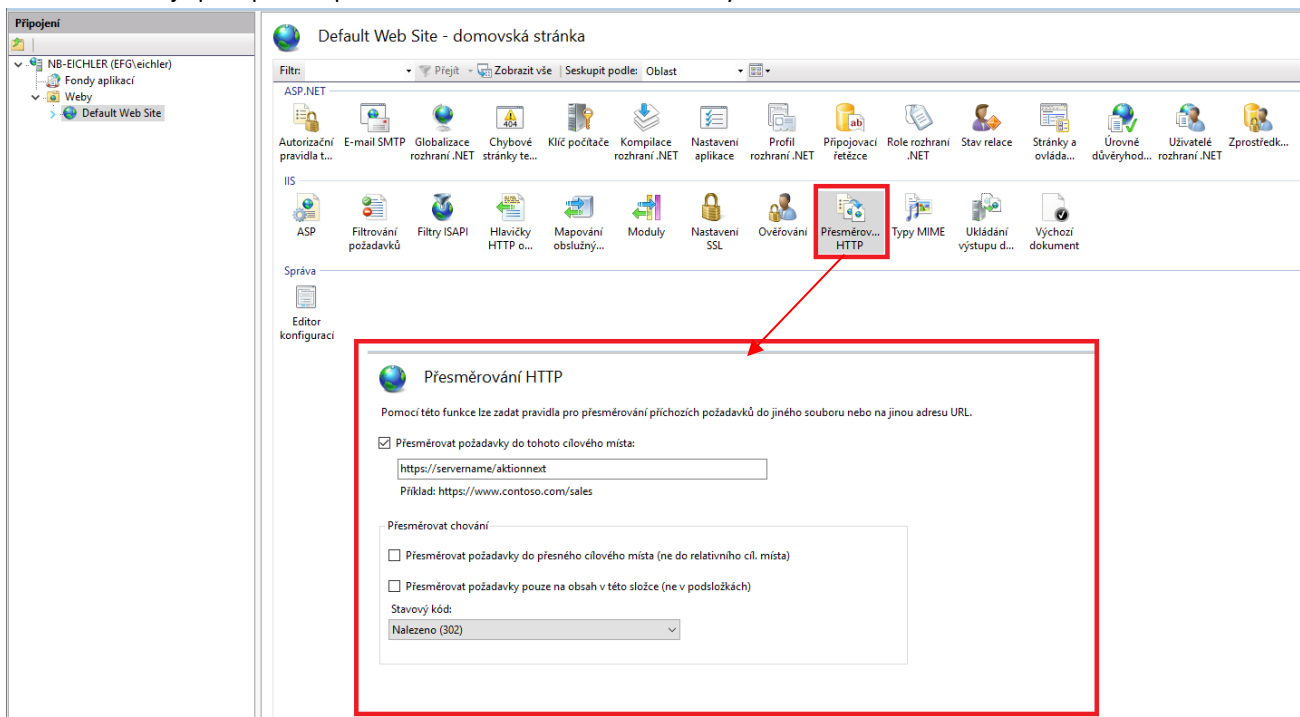 Připojení
NB-EICHLER (EFG\eichler)
Fondy aplikací
Weby
Default Web Site
Default Web Site - domovská stránka
Filtr: Přejít Zobrazit vše Seskupit podle: Oblast
ASP.NET
Autorizační pravidla t...
E-mail SMTP
Globalizace rozhraní .NET
Chybové stránky te...
Klíč počítače
Kompilace rozhraní .NET
Nastavení aplikace
Profil rozhraní .NET
Připojovací řetězce
Role rozhraní .NET
Stav relace
Stránky a ovláda...
Úrovně důvěryhod...
Uživatelé rozhraní .NET
Zprostředk...
IIS
ASP
Filtrování požadavků
Filtry ISAPI
Hlavičky HTTP o...
Mapování obslužný...
Moduly
Nastavení SSL
Ověřování
Přesměrov... HTTP
Typy MIME
Ukládání výstupu d...
Výchozí dokument
Správa
Editor konfigurací
Přesměrování HTTP
Pomocí této funkce lze zadat pravidla pro přesměrování příchozích požadavků do jiného souboru nebo na jinou adresu URL.
Přesměrovat požadavky do tohoto cílového místa:
https://servername/aktionnext
Příklad: https://www.contoso.com/sales
Přesměrovat chování
Přesměrovat požadavky do přesného cílového místa (ne do relativního cíl. místa)
Přesměrovat požadavky pouze na obsah v této složce (ne v podsložkách)
Stavový kód:
Nalezeno (302)